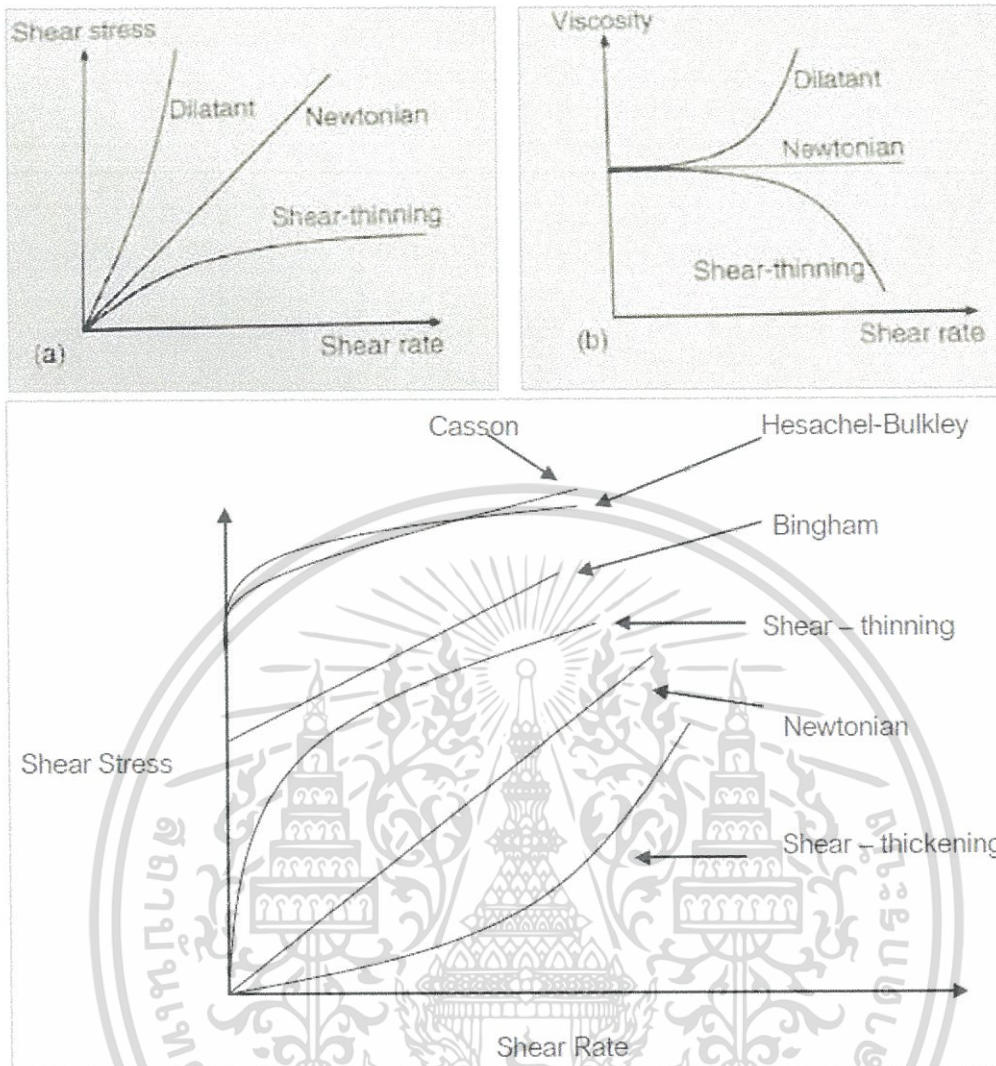 Shear stress
Dilatant
Newtonian
Shear-thinning
Shear rate
(a)
Viscosity
Dilatant
Newtonian
Shear-thinning
Shear rate
(b)
Casson
Hesachel-Bulkley
Bingham
Shear – thinning
Newtonian
Shear Stress
Shear – thickening
Shear Rate